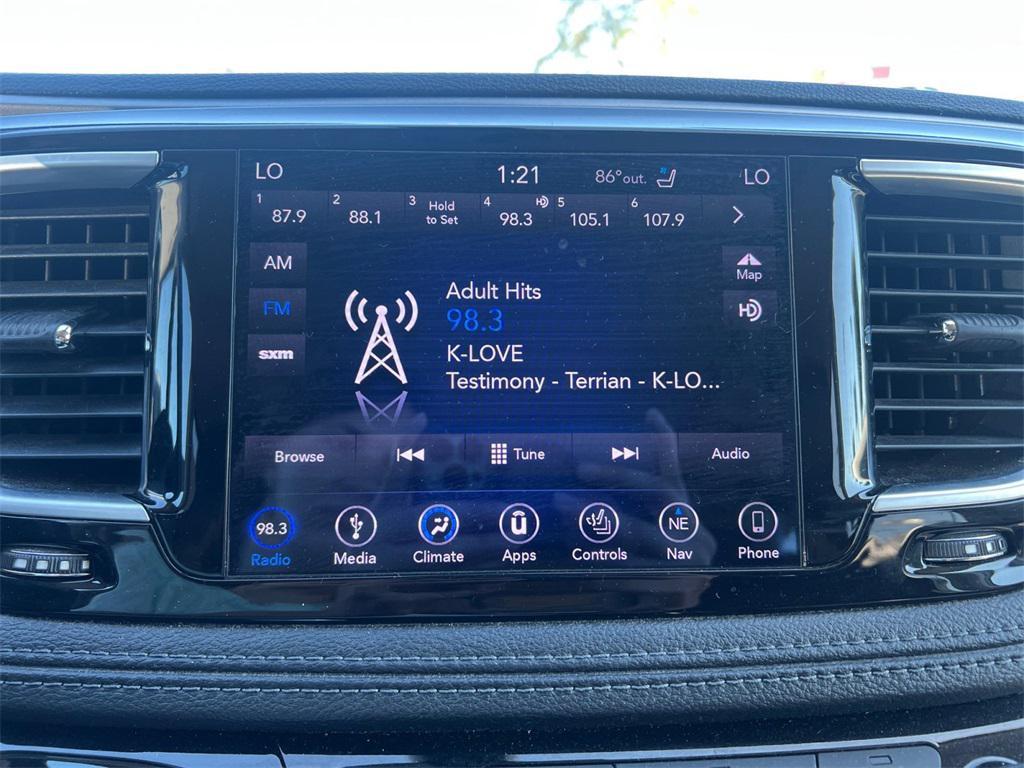 LO 1:21 86°out. LO
1 2 3 4 HD 5 6
87.9 88.1 Hold to Set 98.3 105.1 107.9
AM
Map
FM
HD
sxm
Adult Hits
98.3
K-LOVE
Testimony - Terrian - K-LO...
Browse Tune Audio
98.3 NE
Radio Media Climate Apps Controls Nav Phone